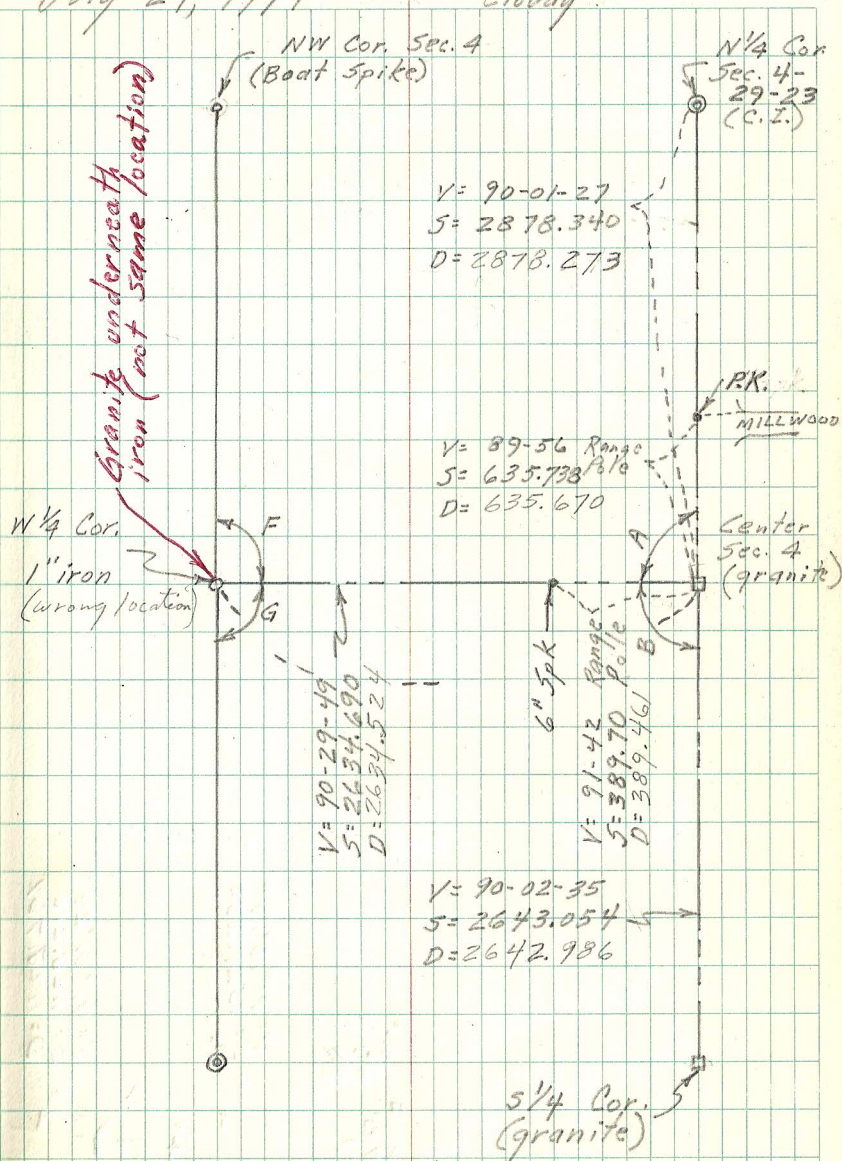 Cloudy
NW Cor. Sec. 4
(Boat Spike)
N 1/4 Cor.
Sec. 4-
29-23
(C.I.)
Granite underneath
iron (not same location)
V= 90-01-27
S= 2878.340
D= 2878.273
P.K.
MILLWOOD
V= 89-56 Range
S= 635.738 Pole
D= 635.670
W 1/4 Cor.
1" iron
(wrong location)
F
G
A
B
Center
Sec. 4
(granite)
6" Spk
V= 90-29-49
S= 2634.690
D= 2634.524
V= 91-42 Range
S= 389.70 Pole
D= 389.461
V= 90-02-35
S= 2643.054
D= 2642.986
S 1/4 Cor.
(granite)